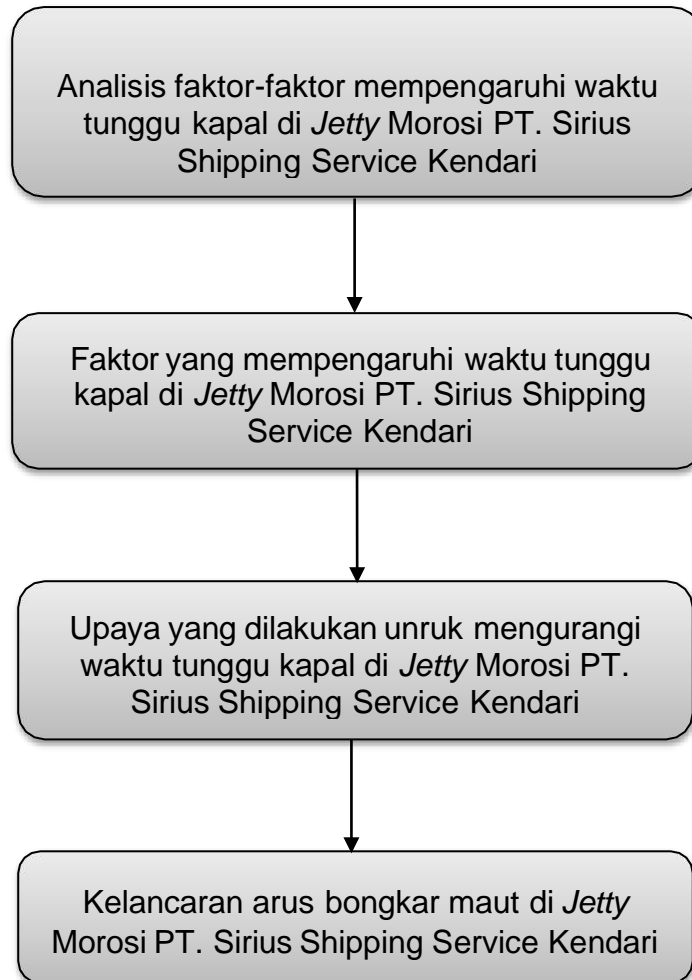 Analisis faktor-faktor mempengaruhi waktu
tunggu kapal di Jetty Morosi PT. Sirius
Shipping Service Kendari
Faktor yang mempengaruhi waktu tunggu
kapal di Jetty Morosi PT. Sirius Shipping
Service Kendari
Upaya yang dilakukan unruk mengurangi
waktu tunggu kapal di Jetty Morosi PT.
Sirius Shipping Service Kendari
Kelancaran arus bongkar maut di Jetty
Morosi PT. Sirius Shipping Service Kendari